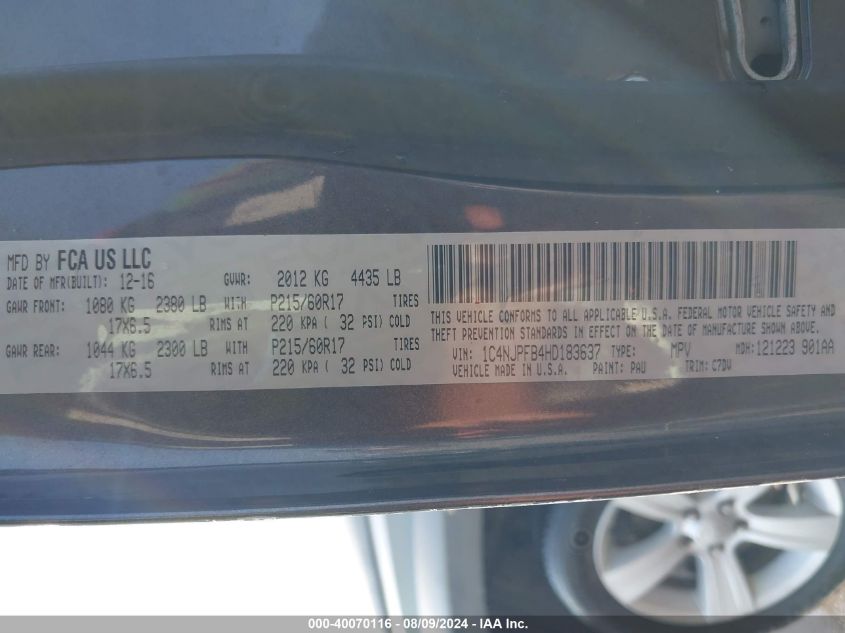 MFD BY FCA US LLC
DATE OF MFR(BUILT): 12-16 GVWR: 2012 KG 4435 LB
GAWR FRONT: 1080 KG 2380 LB WITH P215/60R17 TIRES
17X6.5 RIMS AT 220 KPA ( 32 PSI) COLD
GAWR REAR: 1044 KG 2300 LB WITH P215/60R17 TIRES
17X6.5 RIMS AT 220 KPA ( 32 PSI) COLD
THIS VEHICLE CONFORMS TO ALL APPLICABLE U.S.A. FEDERAL MOTOR VEHICLE SAFETY AND
THEFT PREVENTION STANDARDS IN EFFECT ON THE DATE OF MANUFACTURE SHOWN ABOVE.
VIN: 1C4NJPFB4HD183637 TYPE: MPV MDH: 121223 901AA
VEHICLE MADE IN U.S.A. PAINT: PAU TRIM: C7DW
000-40070116 - 08/09/2024 - IAA Inc.